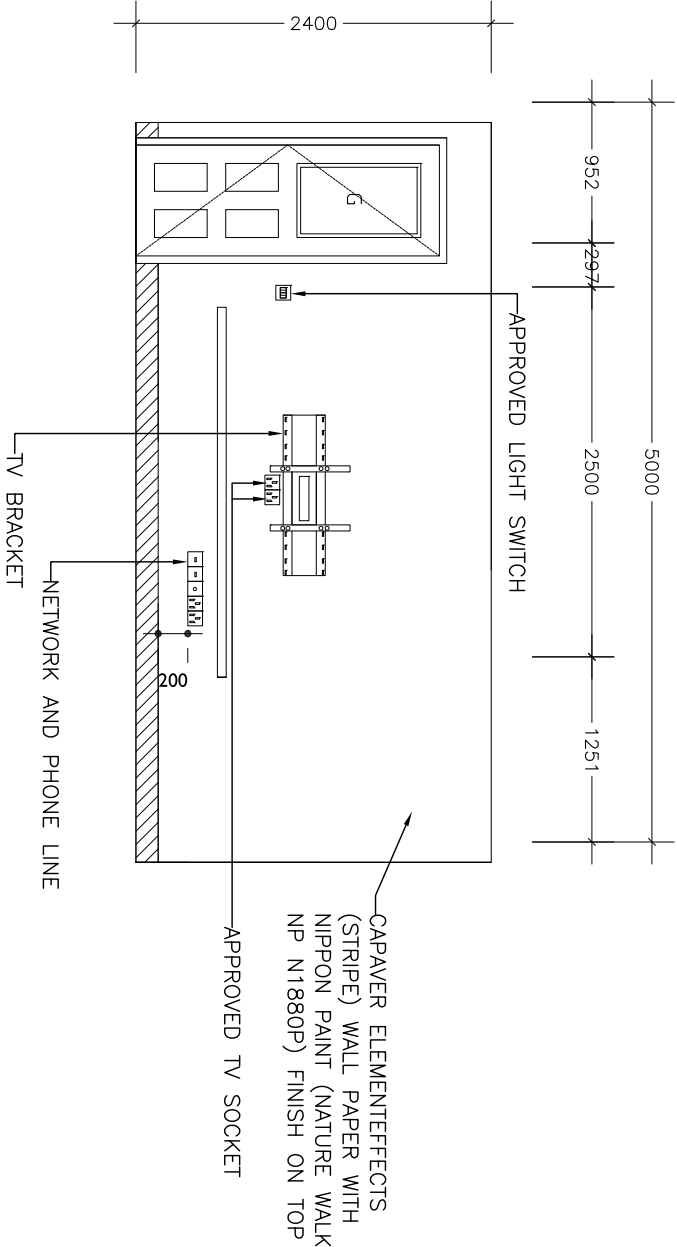 5000
952
297
2500
1251
2400
G
200
APPROVED LIGHT SWITCH
TV BRACKET
NETWORK AND PHONE LINE
APPROVED TV SOCKET
CAPAVER ELEMENTEFFECTS
(STRIPE) WALL PAPER WITH
NIPPON PAINT (NATURE WALK
NP N1880P) FINISH ON TOP